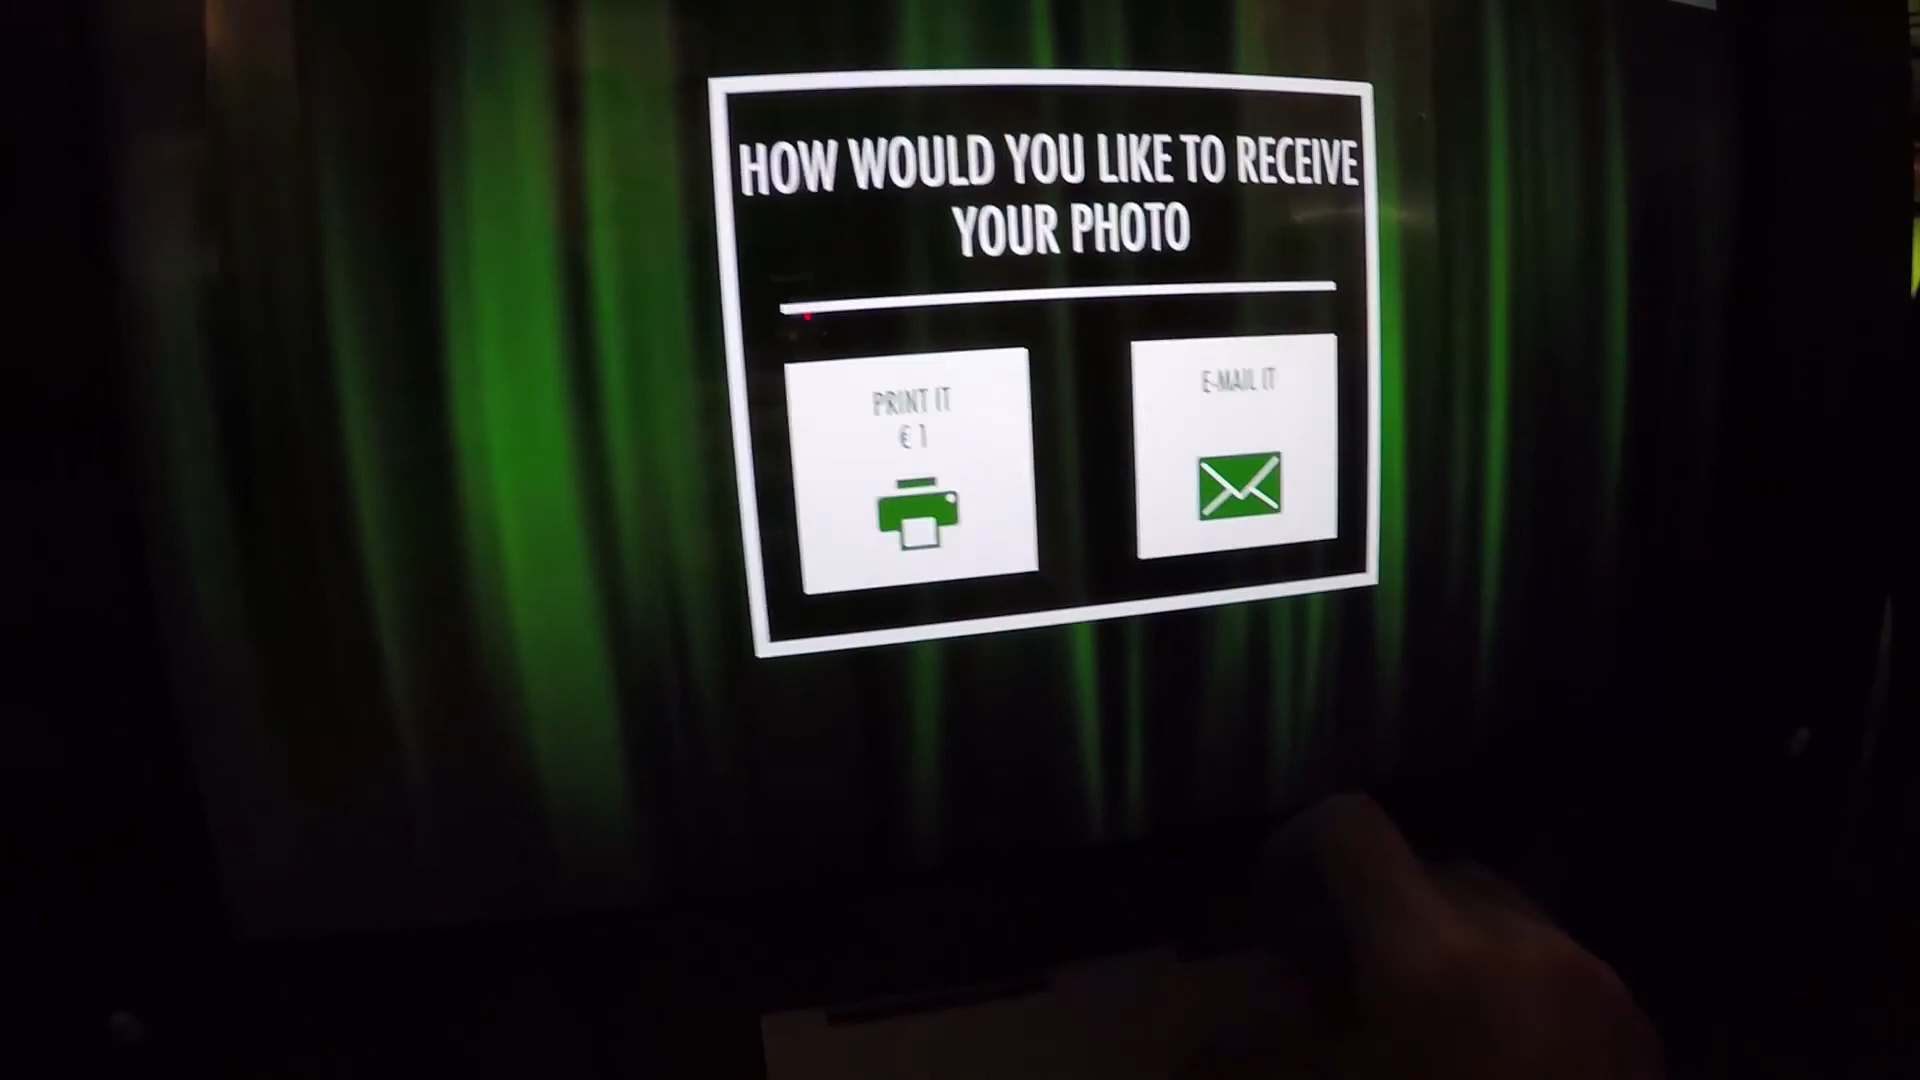 HOW WOULD YOU LIKE TO RECEIVE
YOUR PHOTO
PRINT IT
€ 1
E-MAIL IT